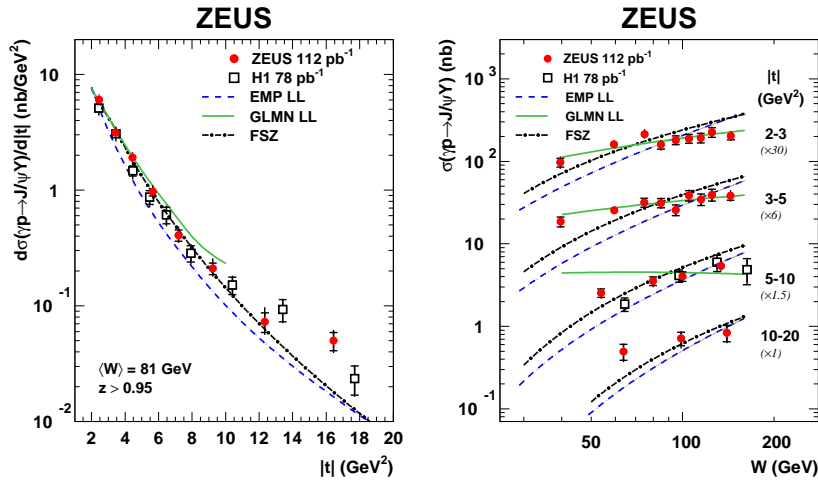 ZEUS
dσ(γp→J/ψY)/d|t| (nb/GeV²)
10
1
10⁻¹
10⁻²
ZEUS 112 pb⁻¹
H1 78 pb⁻¹
EMP LL
GLMN LL
FSZ
⟨W⟩ = 81 GeV
z > 0.95
2 4 6 8 10 12 14 16 18 20
|t| (GeV²)
ZEUS
σ(γp→J/ψY) (nb)
10³
10²
10
1
10⁻¹
ZEUS 112 pb⁻¹
H1 78 pb⁻¹
EMP LL
GLMN LL
FSZ
|t|
(GeV²)
2-3
(×30)
3-5
(×6)
5-10
(×1.5)
10-20
(×1)
50 100 200
W (GeV)